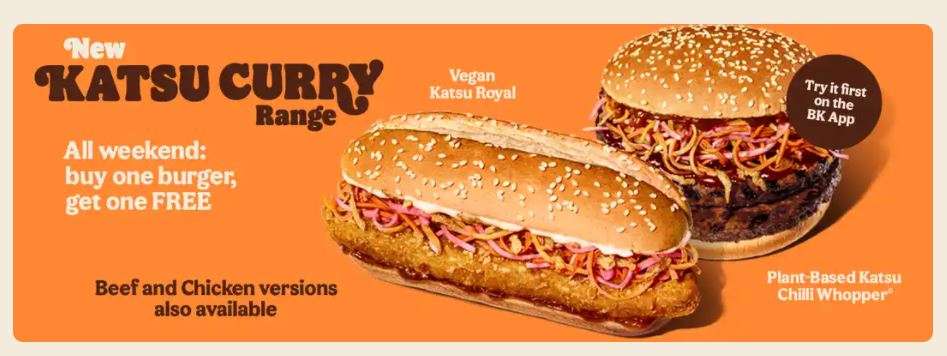 New
KATSU CURRY
Range
All weekend:
buy one burger,
get one FREE
Beef and Chicken versions
also available
Vegan
Katsu Royal
Try it first
on the
BK App
Plant-Based Katsu
Chilli Whopper®